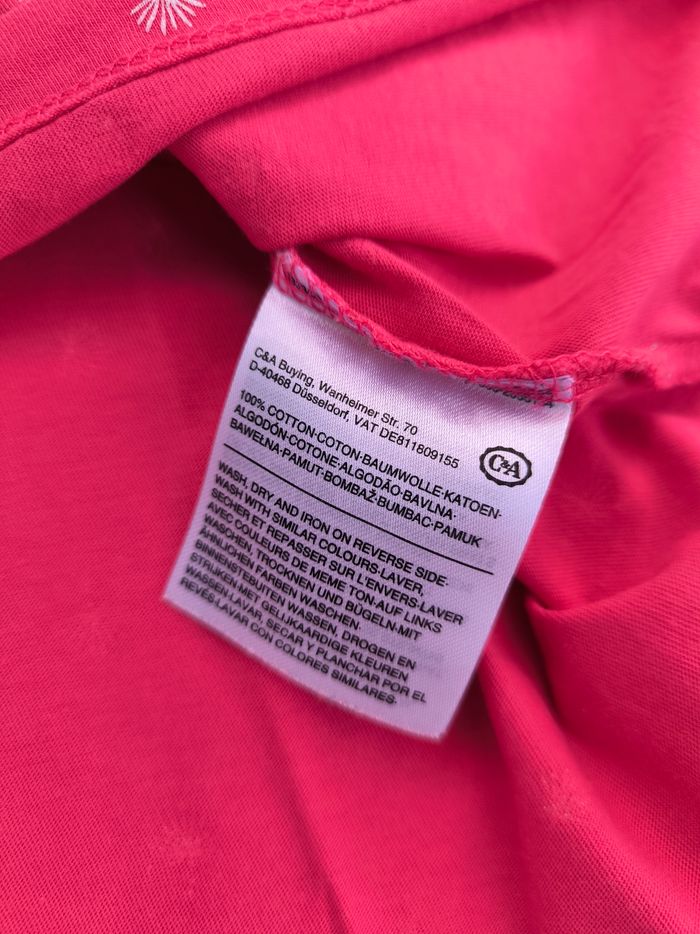 C&A Buying, Wanheimer Str. 70
D-40468 Düsseldorf, VAT DE811809155
C&A
100% COTTON·COTON·BAUMWOLLE·KATOEN·
ALGODÓN·COTONE·ALGODÃO·BAVLNA·
BAWEŁNA·PAMUT·BOMBAŽ·BUMBAC·PAMUK
WASH, DRY AND IRON ON REVERSE SIDE.
WASH WITH SIMILAR COLOURS·LAVER,
SECHER ET REPASSER SUR L'ENVERS·LAVER
AVEC COULEURS DE MEME TON·AUF LINKS
WASCHEN, TROCKNEN UND BÜGELN·MIT
ÄHNLICHEN FARBEN WASCHEN.
BINNENSTEBUITEN WASSEN, DROGEN EN
STRIJKEN MET GELIJKAARDIGE KLEUREN
WASSEN·LAVAR, SECAR Y PLANCHAR POR EL
REVÉS·LAVAR CON COLORES SIMILARES·